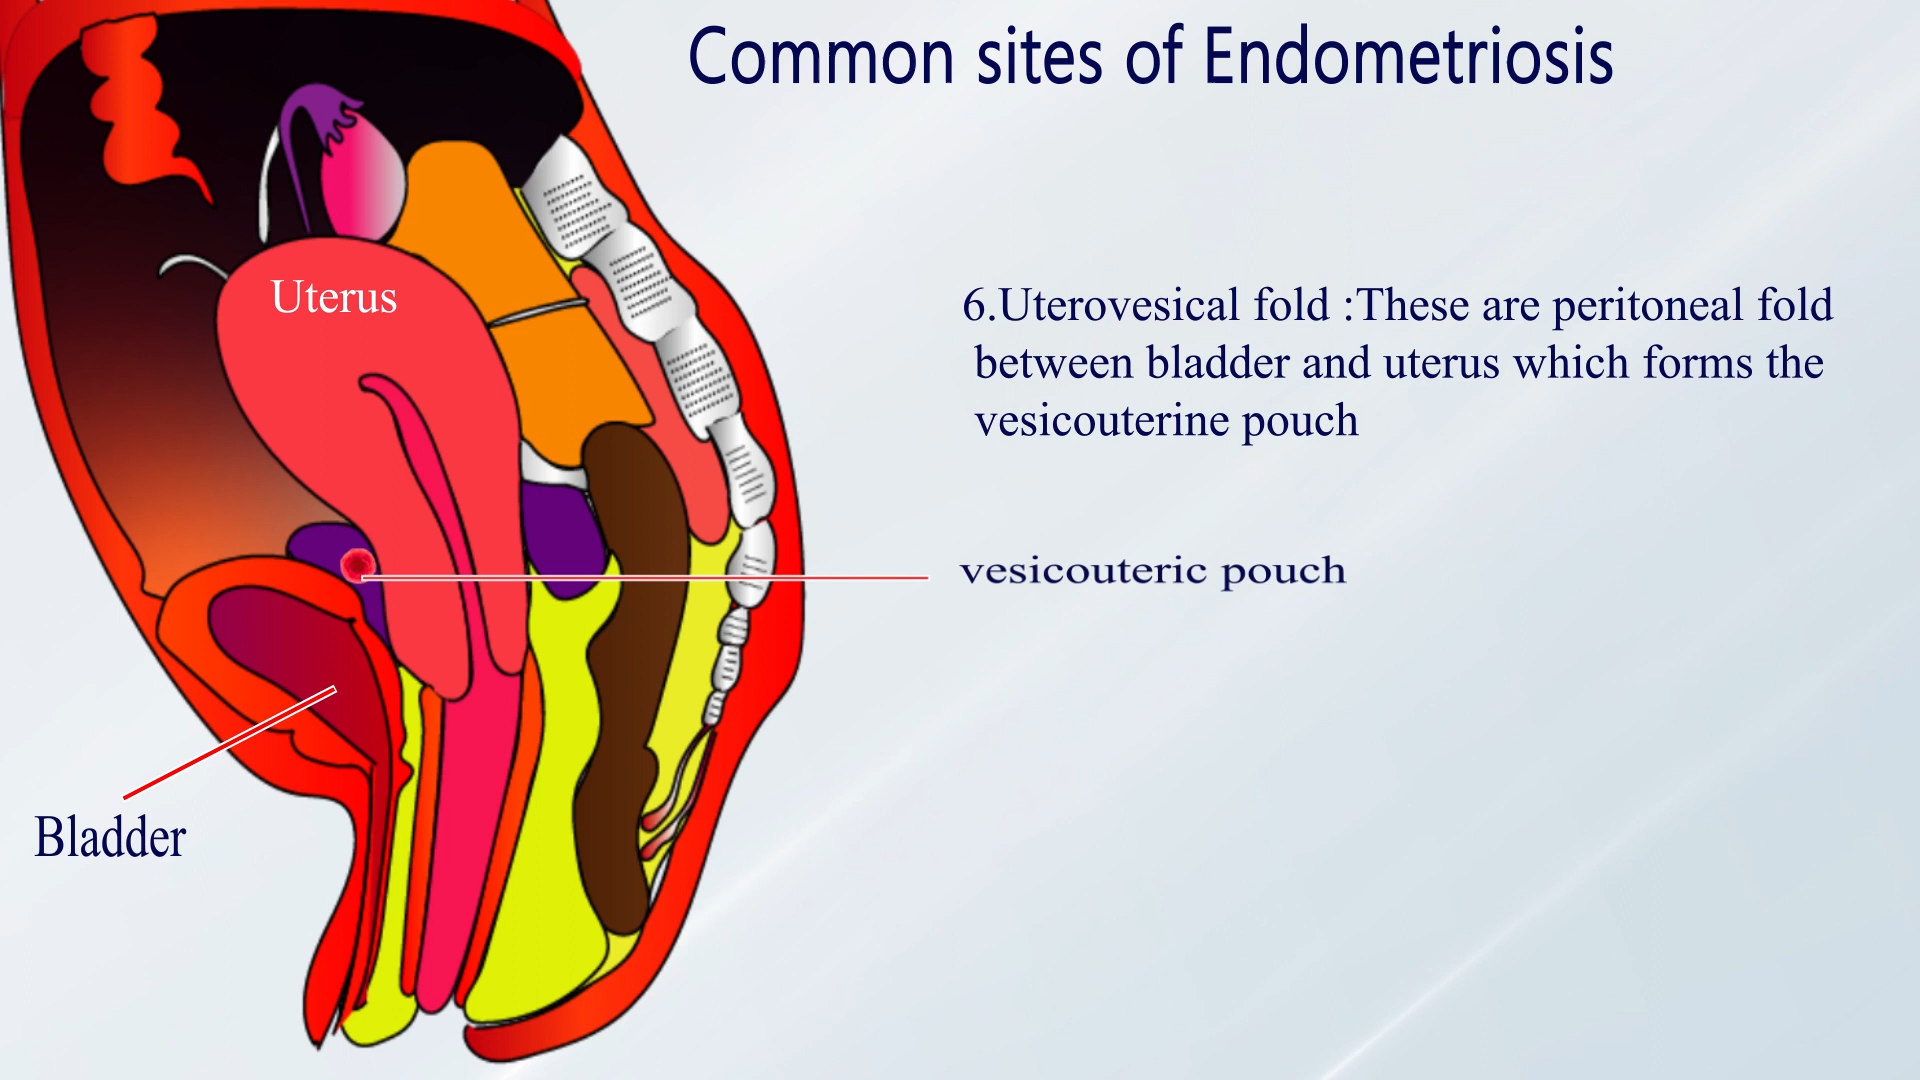 Common sites of Endometriosis
Uterus
6.Uterovesical fold :These are peritoneal fold
between bladder and uterus which forms the
vesicouterine pouch
vesicouteric pouch
Bladder